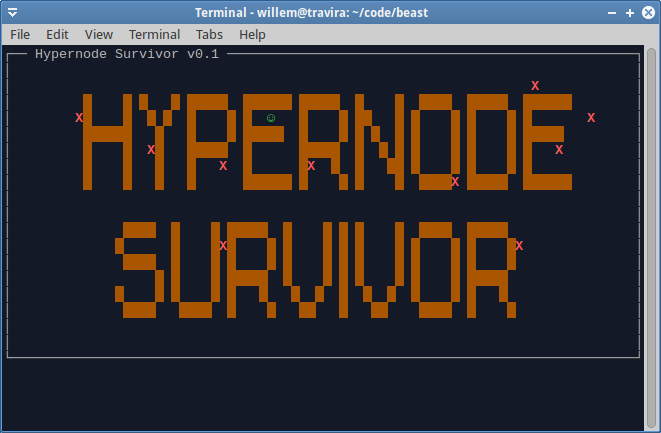 Terminal - willem@travira: ~/code/beast
File Edit View Terminal Tabs Help
Hypernode Survivor v0.1
X
HYPERNODE
X ☺ X
X X
X X
X
SURVIVOR
X X